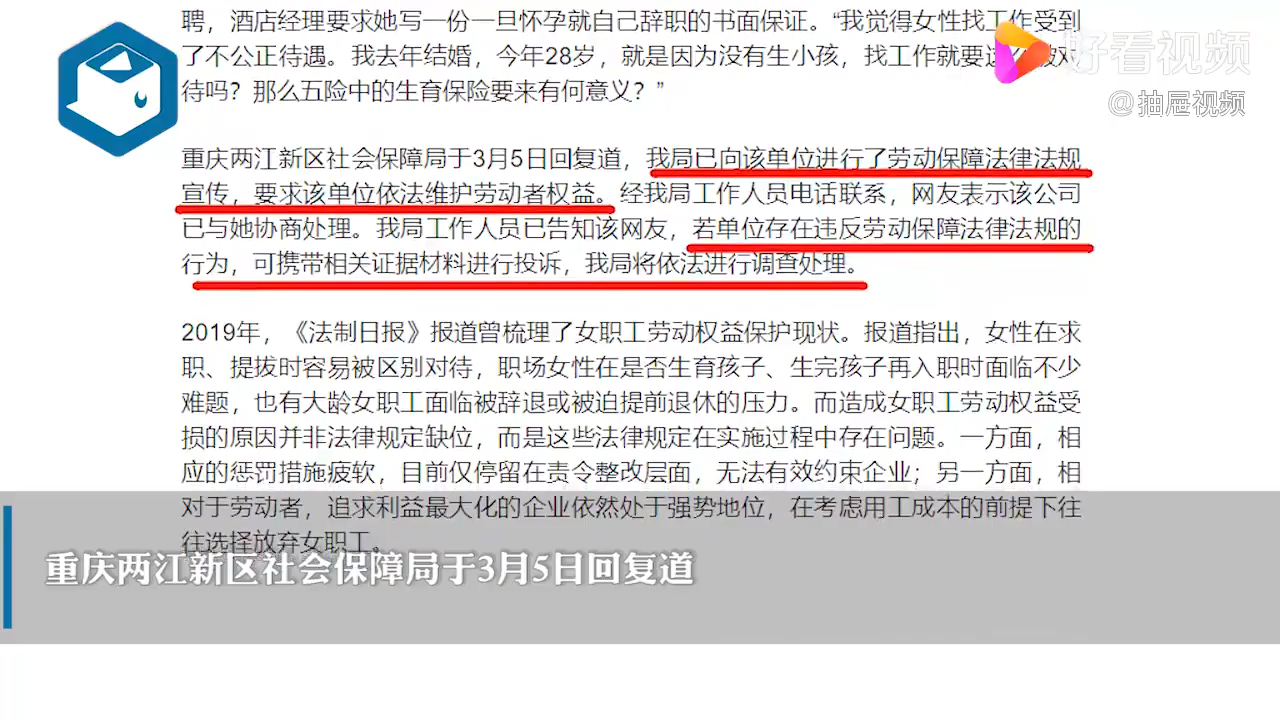 聘，酒店经理要求她写一份一旦怀孕就自己辞职的书面保证。“我觉得女性找工作受到
了不公正待遇。我去年结婚，今年28岁，就是因为没有生小孩，找工作就要这么被对
待吗？那么五险中的生育保险要来有何意义？”
好看视频
@抽屉视频
重庆两江新区社会保障局于3月5日回复道，我局已向该单位进行了劳动保障法律法规
宣传，要求该单位依法维护劳动者权益。经我局工作人员电话联系，网友表示该公司
已与她协商处理。我局工作人员已告知该网友，若单位存在违反劳动保障法律法规的
行为，可携带相关证据材料进行投诉，我局将依法进行调查处理。
2019年，《法制日报》报道曾梳理了女职工劳动权益保护现状。报道指出，女性在求
职、提拔时容易被区别对待，职场女性在是否生育孩子、生完孩子再入职时面临不少
难题，也有大龄女职工面临被辞退或被迫提前退休的压力。而造成女职工劳动权益受
损的原因并非法律规定缺位，而是这些法律规定在实施过程中存在问题。一方面，相
应的惩罚措施疲软，目前仅停留在责令整改层面，无法有效约束企业；另一方面，相
对于劳动者，追求利益最大化的企业依然处于强势地位，在考虑用工成本的前提下往
往选择放弃女职工。
重庆两江新区社会保障局于3月5日回复道